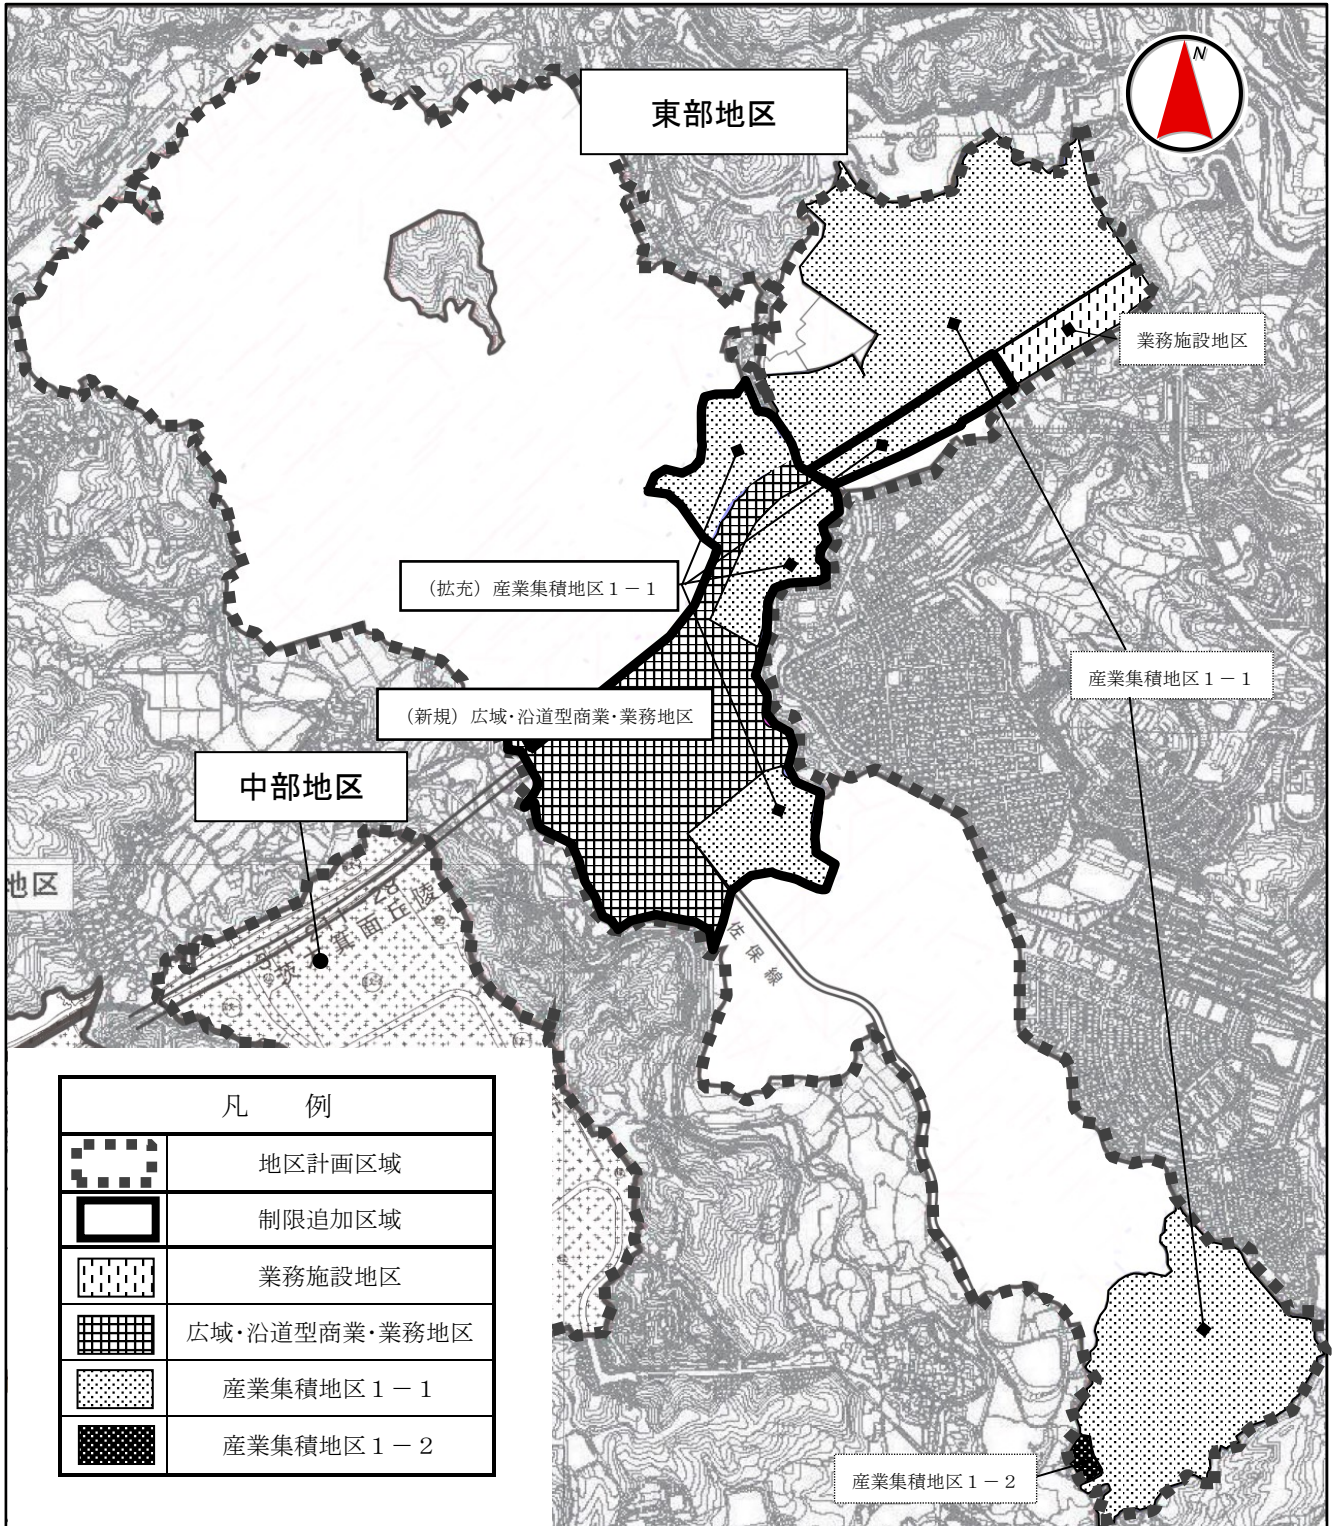 N
東部地区
業務施設地区
（拡充）産業集積地区１－１
産業集積地区１－１
（新規）広域・沿道型商業・業務地区
中部地区
地区
佐保線
凡　例
地区計画区域
制限追加区域
業務施設地区
広域・沿道型商業・業務地区
産業集積地区１－１
産業集積地区１－２
産業集積地区１－２